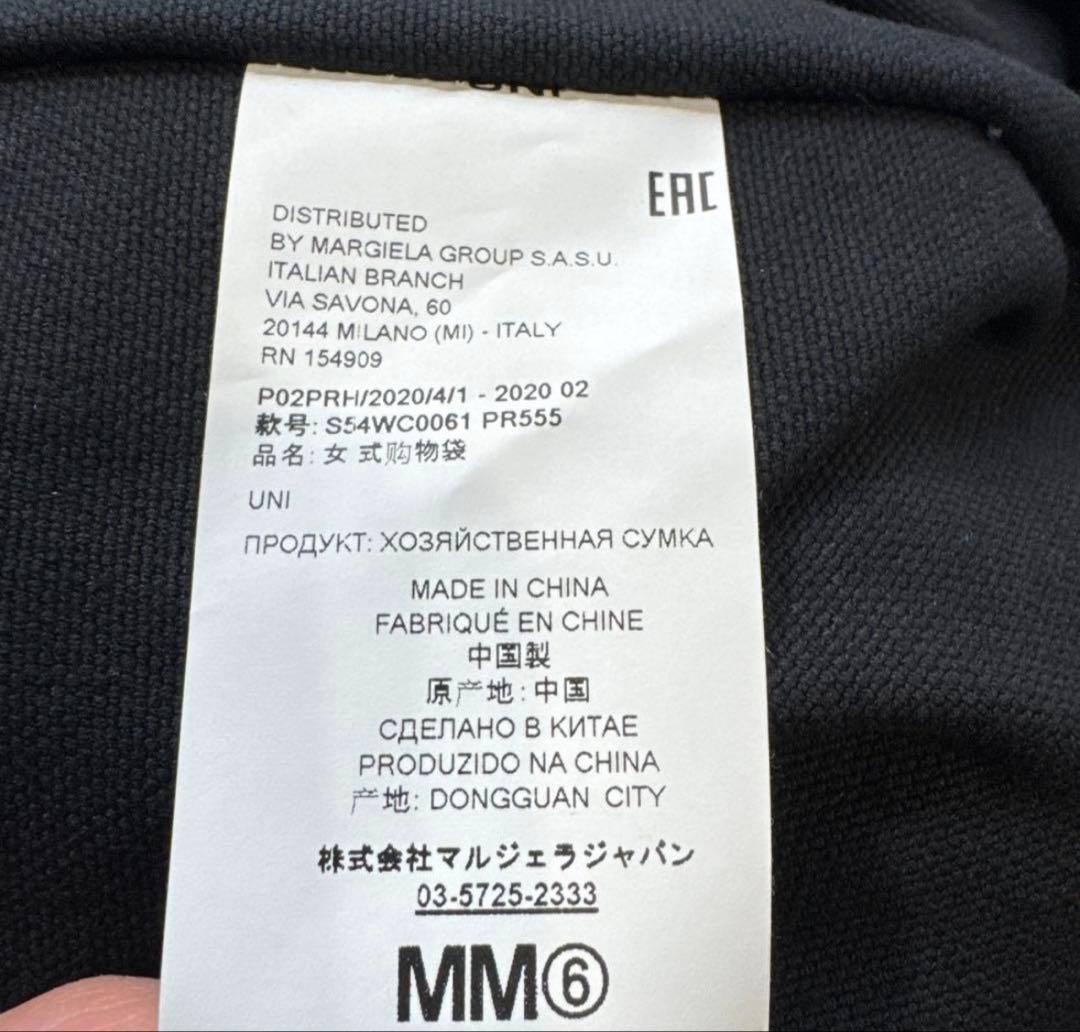 EAC
DISTRIBUTED
BY MARGIELA GROUP S.A.S.U.
ITALIAN BRANCH
VIA SAVONA, 60
20144 MILANO (MI) - ITALY
RN 154909
P02PRH/2020/4/1 - 2020 02
款号: S54WC0061 PR555
品名: 女 式购物袋
UNI
ПРОДУКТ: ХОЗЯЙСТВЕННАЯ СУМКА
MADE IN CHINA
FABRIQUÉ EN CHINE
中国製
原产地: 中国
СДЕЛАНО В КИТАЕ
PRODUZIDO NA CHINA
产地: DONGGUAN CITY
株式会社マルジェラジャパン
03-5725-2333
MM⑥